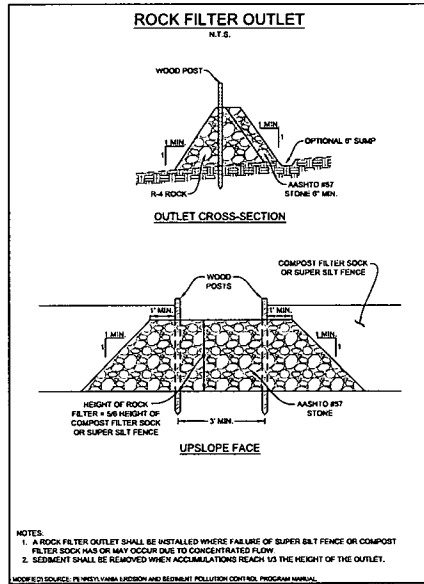 ROCK FILTER OUTLET
N.T.S.
WOOD POST
1 MIN.
1
1 MIN.
1
OPTIONAL 6" SUMP
R-4 ROCK
AASHTO #57
STONE 6" MIN.
OUTLET CROSS-SECTION
COMPOST FILTER SOCK
OR SUPER SILT FENCE
WOOD
POSTS
1' MIN.
1' MIN.
1 MIN.
1
1 MIN.
1
HEIGHT OF ROCK
FILTER = 5/6 HEIGHT OF
COMPOST FILTER SOCK
OR SUPER SILT FENCE
3' MIN.
AASHTO #57
STONE
UPSLOPE FACE
NOTES:
1. A ROCK FILTER OUTLET SHALL BE INSTALLED WHERE FAILURE OF SUPER SILT FENCE OR COMPOST
FILTER SOCK HAS OR MAY OCCUR DUE TO CONCENTRATED FLOW.
2. SEDIMENT SHALL BE REMOVED WHEN ACCUMULATIONS REACH 1/3 THE HEIGHT OF THE OUTLET.
(MODIFIED) SOURCE: PENNSYLVANIA EROSION AND SEDIMENT POLLUTION CONTROL PROGRAM MANUAL